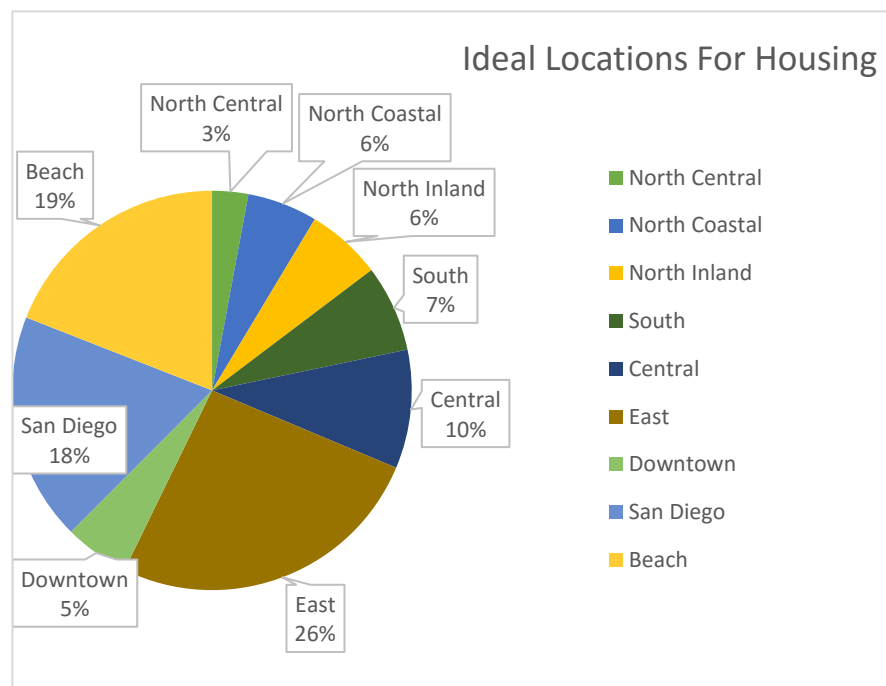 Ideal Locations For Housing
North Central
3%
North Coastal
6%
North Inland
6%
South
7%
Central
10%
East
26%
Downtown
5%
San Diego
18%
Beach
19%
North Central
North Coastal
North Inland
South
Central
East
Downtown
San Diego
Beach